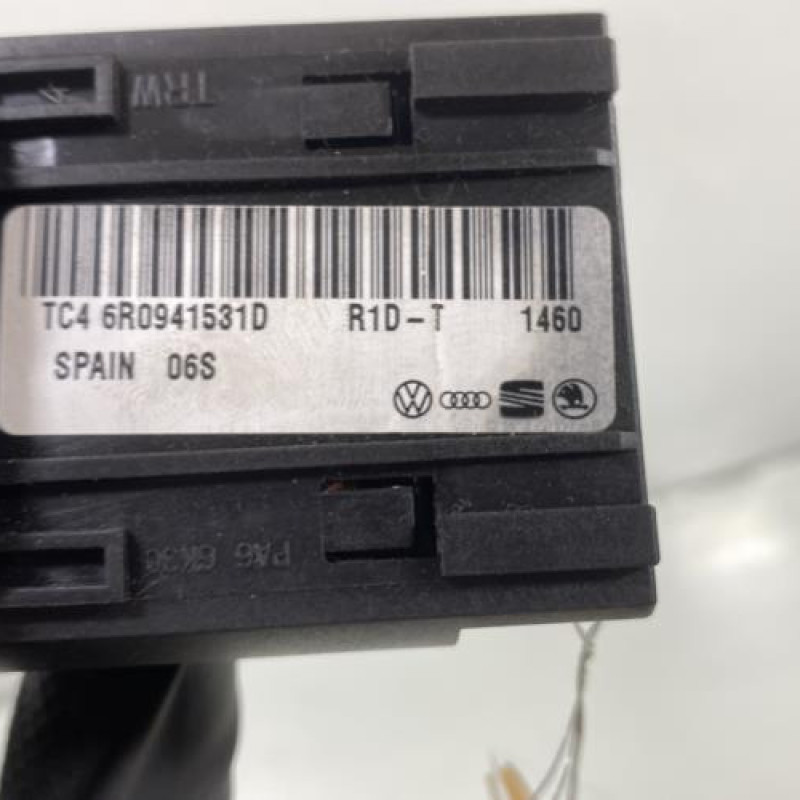 TRW
TC4 6R0941531D R1D-T 1460
SPAIN 06S
PA6 GK30